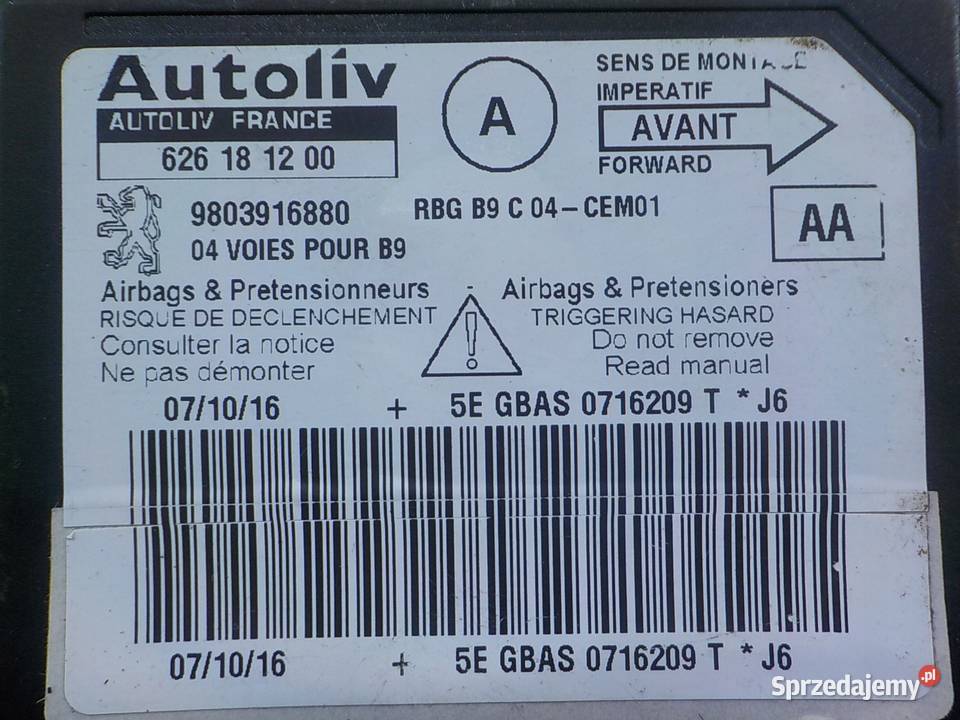 Autoliv
AUTOLIV FRANCE
626 18 12 00
A
SENS DE MONTAGE
IMPERATIF
AVANT
FORWARD
9803916880
RBG B9 C 04-CEM01
04 VOIES POUR B9
AA
Airbags & Pretensionneurs
RISQUE DE DECLENCHEMENT
Consulter la notice
Ne pas démonter
- Airbags & Pretensioners
TRIGGERING HASARD
Do not remove
Read manual
07/10/16 + 5E GBAS 0716209 T * J6
07/10/16 + 5E GBAS 0716209 T * J6
Sprzedajemy.pl